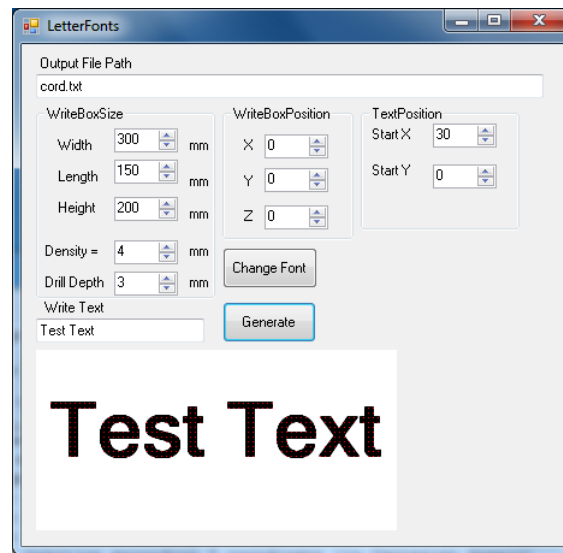 LetterFonts
Output File Path
cord.txt
WriteBoxSize
Width 300 mm
Length 150 mm
Height 200 mm
Density = 4 mm
Drill Depth 3 mm
WriteBoxPosition
X 0
Y 0
Z 0
TextPosition
Start X 30
Start Y 0
Change Font
Write Text
Test Text
Generate
Test Text